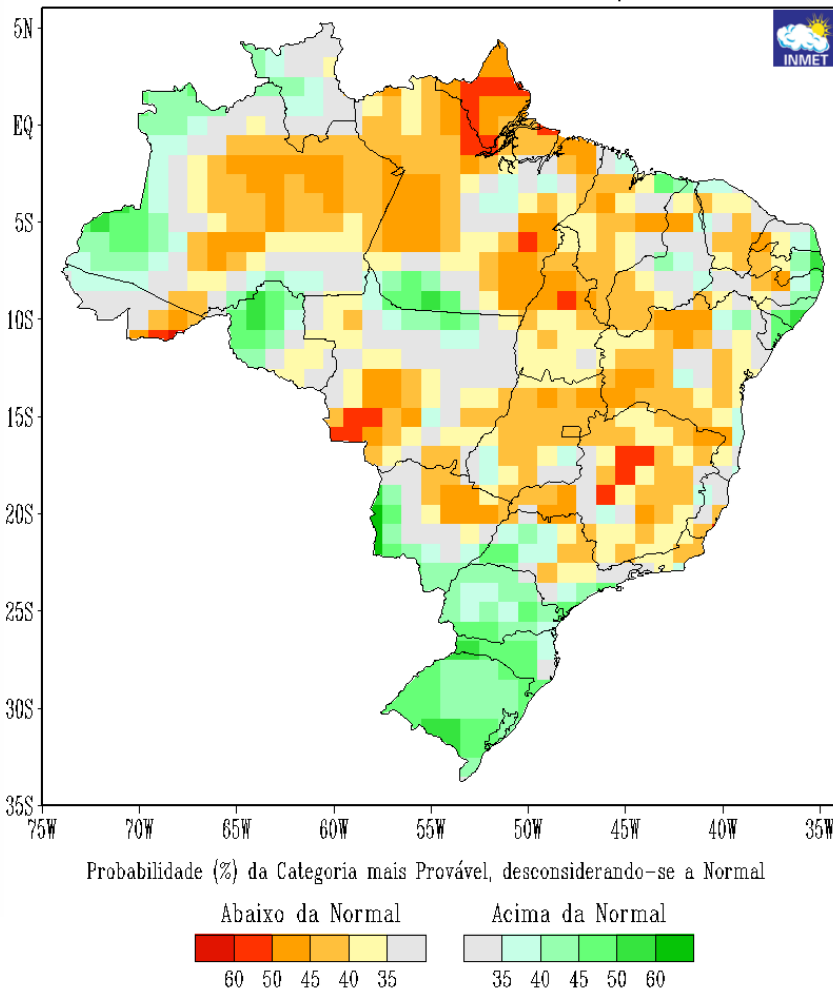 5N
INMET
EQ
5S
10S
15S
20S
25S
30S
35S
75W 70W 65W 60W 55W 50W 45W 40W 35W
Probabilidade (%) da Categoria mais Provável, desconsiderando-se a Normal
Abaixo da Normal Acima da Normal
60 50 45 40 35 35 40 45 50 60